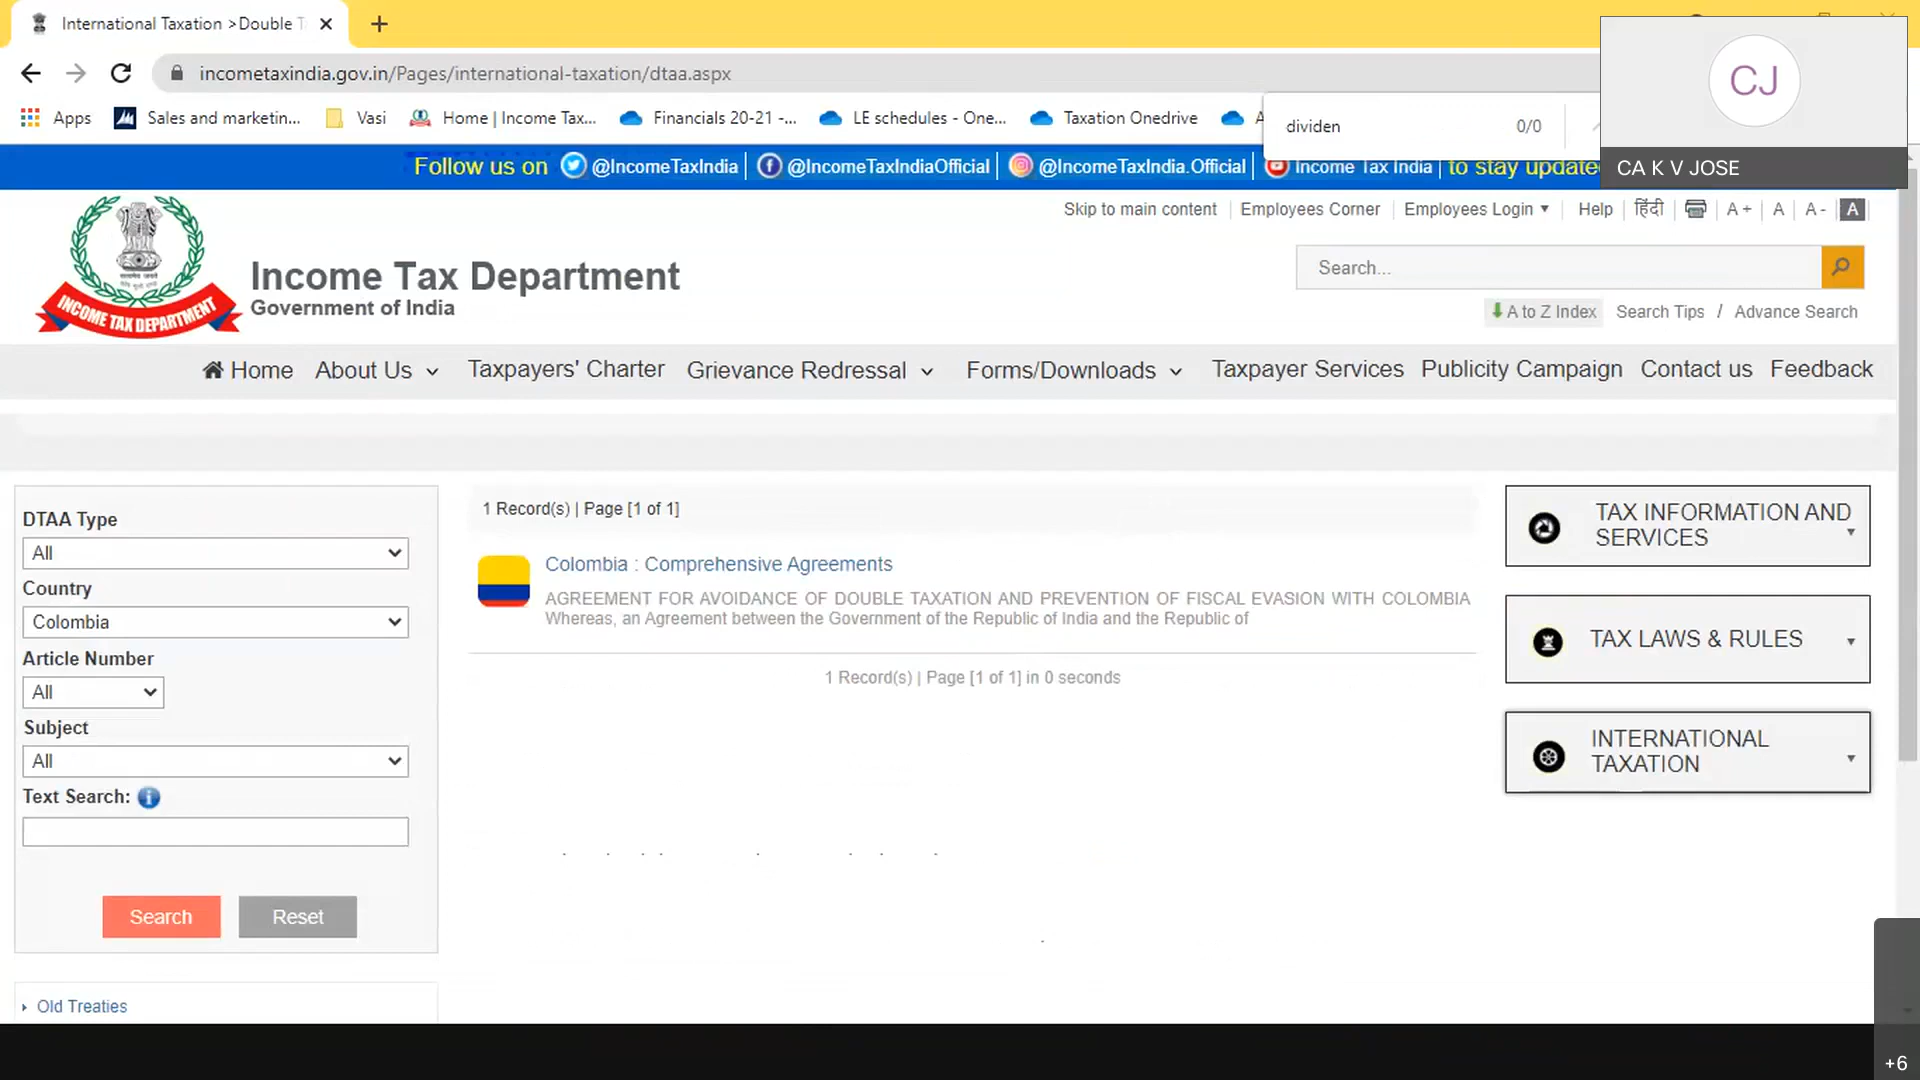 International Taxation >Double T
incometaxindia.gov.in/Pages/international-taxation/dtaa.aspx
CJ
Apps
Sales and marketin...
Vasi
Home | Income Tax...
Financials 20-21 -...
LE schedules - One...
Taxation Onedrive
A
dividen
0/0
CA K V JOSE
Follow us on @IncomeTaxIndia | @IncomeTaxIndiaOfficial | @IncomeTaxIndia.Official | Income Tax India | to stay update
Skip to main content
Employees Corner
Employees Login
Help
हिंदी
A +
A
A -
A
INCOME TAX DEPARTMENT
Income Tax Department
Government of India
Search...
A to Z Index
Search Tips / Advance Search
Home
About Us
Taxpayers' Charter
Grievance Redressal
Forms/Downloads
Taxpayer Services
Publicity Campaign
Contact us
Feedback
DTAA Type
All
Country
Colombia
Article Number
All
Subject
All
Text Search:
Search
Reset
Old Treaties
1 Record(s) | Page [1 of 1]
Colombia : Comprehensive Agreements
AGREEMENT FOR AVOIDANCE OF DOUBLE TAXATION AND PREVENTION OF FISCAL EVASION WITH COLOMBIA
Whereas, an Agreement between the Government of the Republic of India and the Republic of
1 Record(s) | Page [1 of 1] in 0 seconds
TAX INFORMATION AND
SERVICES
TAX LAWS & RULES
INTERNATIONAL
TAXATION
+6